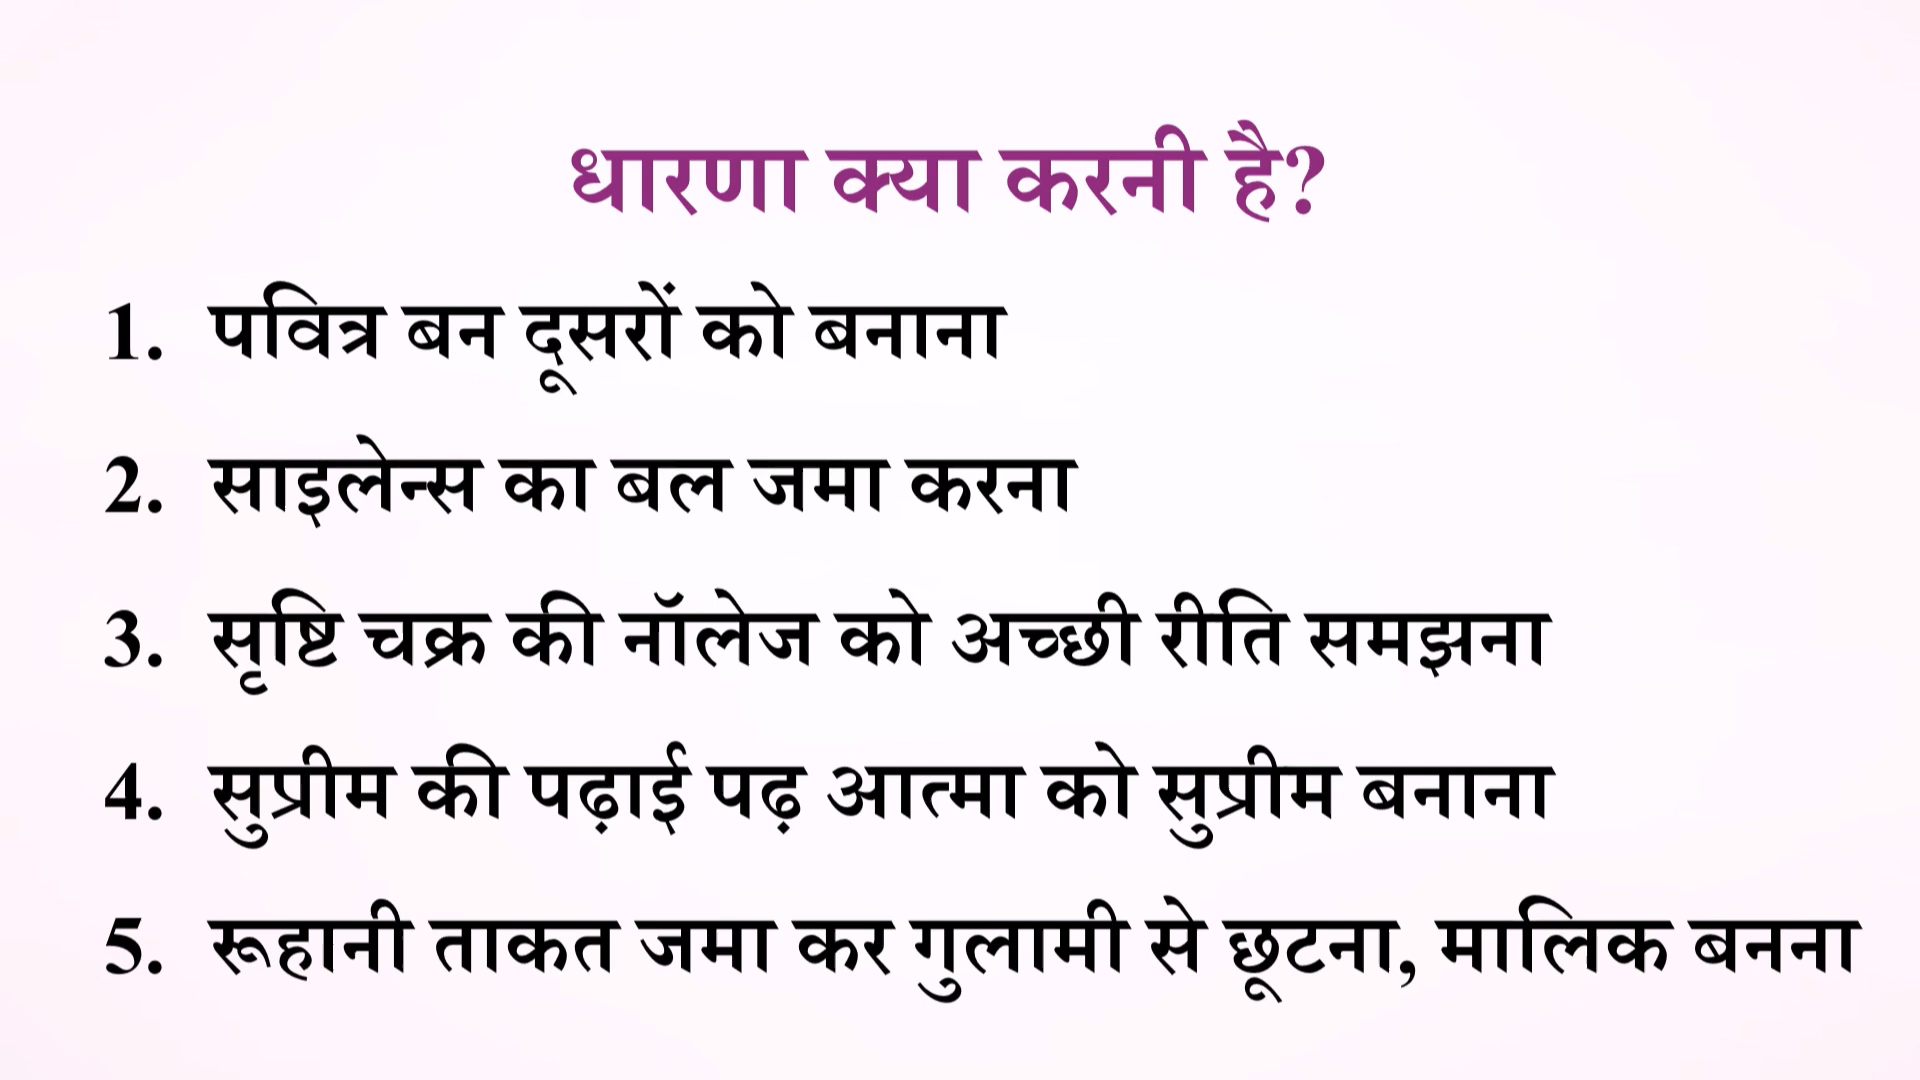 धारणा क्या करनी है?
1. पवित्र बन दूसरों को बनाना
2. साइलेन्स का बल जमा करना
3. सृष्टि चक्र की नॉलेज को अच्छी रीति समझना
4. सुप्रीम की पढ़ाई पढ़ आत्मा को सुप्रीम बनाना
5. रूहानी ताकत जमा कर गुलामी से छूटना, मालिक बनना